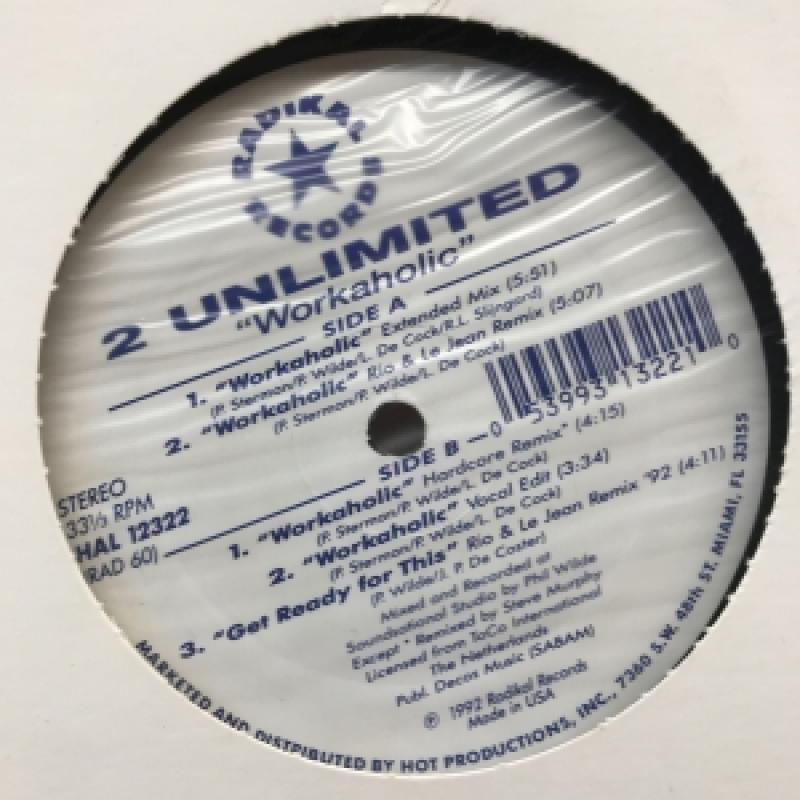 RADIKAL RECORDS
2 UNLIMITED
"Workaholic"
SIDE A
1. "Workaholic" Extended Mix (5:51)
(P. Sterman/P. Wilde/L. De Cock/R.L. Slijngard)
2. "Workaholic" Rio & Le Jean Remix (5:07)
(P. Sterman/P. Wilde/L. De Cock)
0 53993 13221 0
SIDE B
1. "Workaholic" Hardcore Remix* (4:15)
(P. Sterman/P. Wilde/L. De Cock)
2. "Workaholic" Vocal Edit (3:34)
(P. Sterman/P. Wilde/L. De Cock)
3. "Get Ready for This" Rio & Le Jean Remix '92 (4:11)
(P. Wilde/J. P. De Coster)
STEREO
33⅓ RPM
HAL 12322
(RAD 60)
Mixed and Recorded at
Soundsational Studio by Phil Wilde
Except * Remixed by Steve Murphy
Licensed from ToCo International
The Netherlands
Publ. Decos Music (SABAM)
℗ 1992 Radikal Records
Made in USA
MARKETED AND DISTRIBUTED BY HOT PRODUCTIONS, INC., 7360 S.W. 48th ST. MIAMI, FL 33155